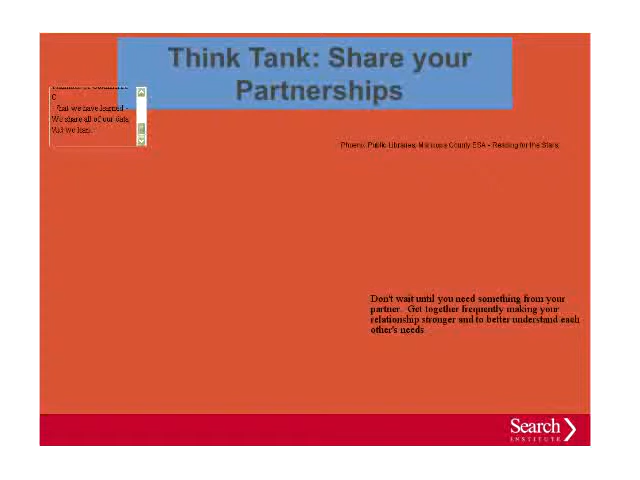 Think Tank: Share your
Partnerships
C
that we have learned -
We share all of our data
Phoenix Public Libraries, Maricopa County ESA - Reading for the Stars
Don't wait until you need something from your
partner. Get together frequently making your
relationship stronger and to better understand each
other's needs
Search
INSTITUTE